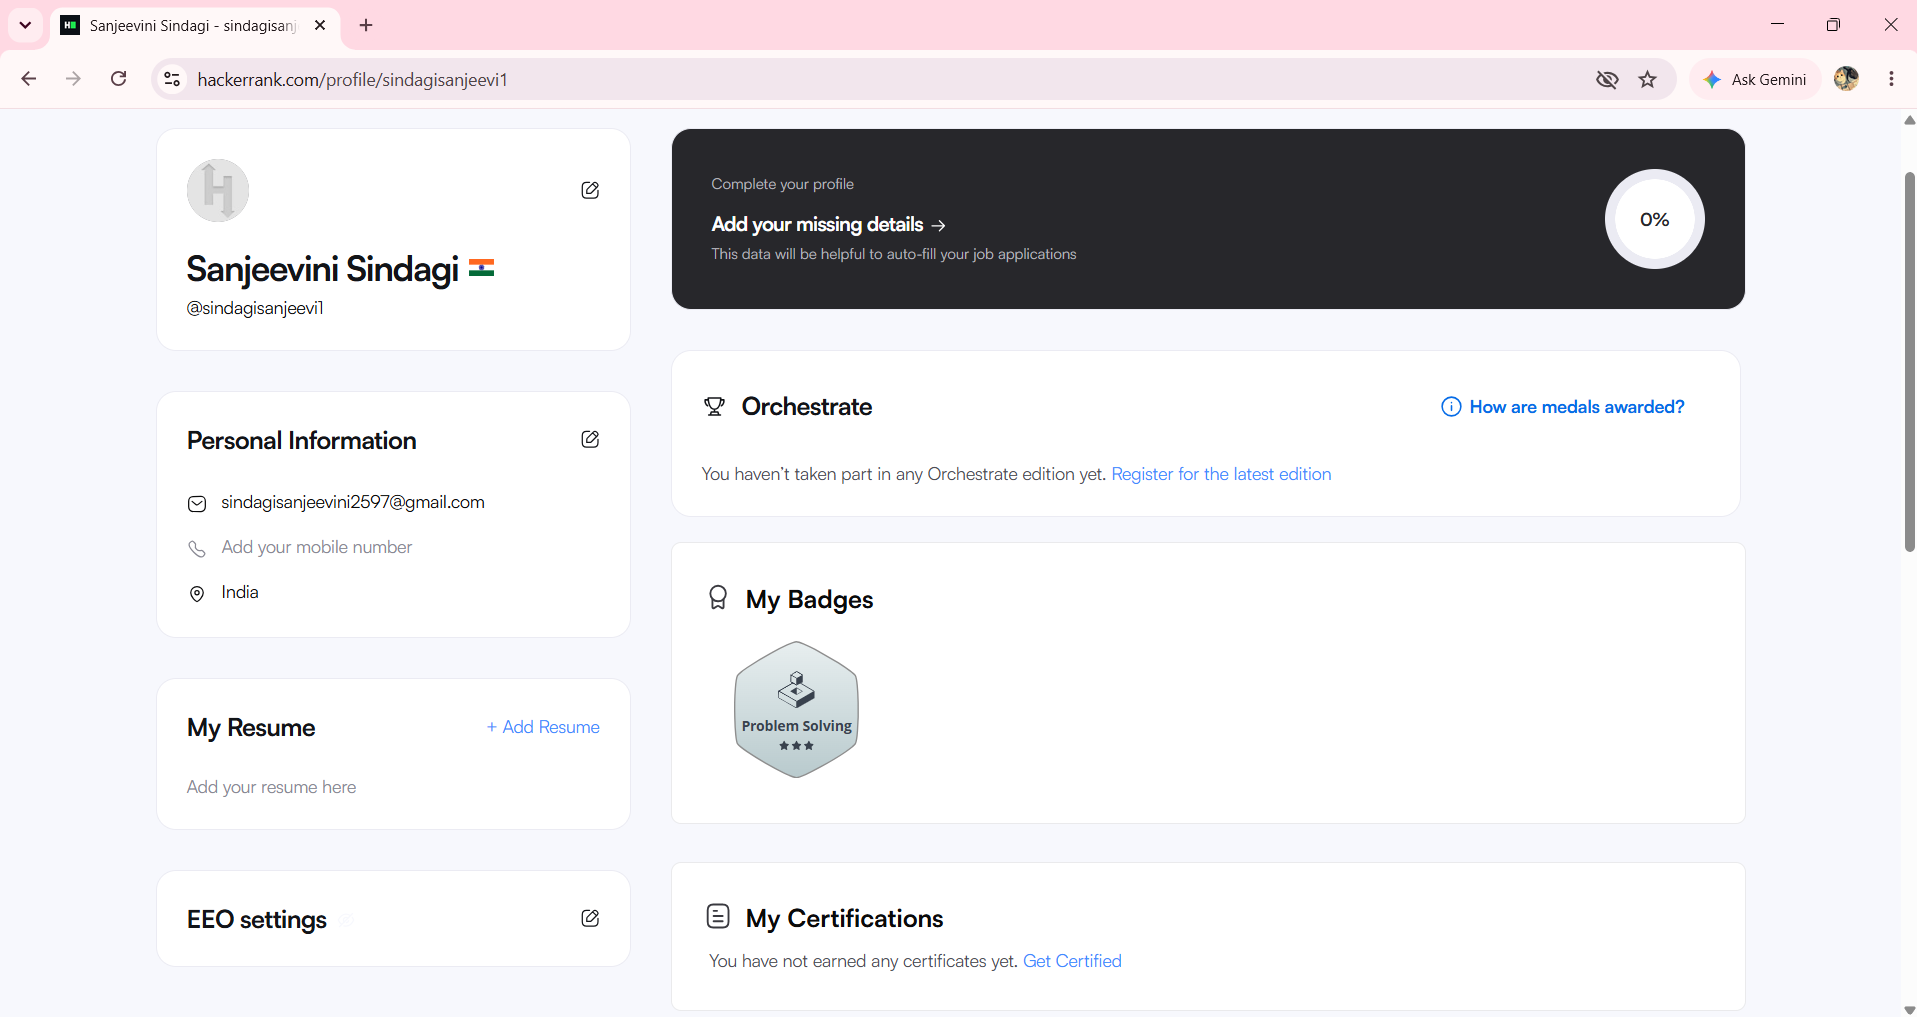 Sanjeevini Sindagi - sindagisanj
hackerrank.com/profile/sindagisanjeevi1
Ask Gemini
Sanjeevini Sindagi
@sindagisanjeevi1
Personal Information
sindagisanjeevini2597@gmail.com
Add your mobile number
India
My Resume
+ Add Resume
Add your resume here
EEO settings
Complete your profile
Add your missing details →
This data will be helpful to auto-fill your job applications
0%
Orchestrate
How are medals awarded?
You haven't taken part in any Orchestrate edition yet. Register for the latest edition
My Badges
Problem Solving
My Certifications
You have not earned any certificates yet. Get Certified